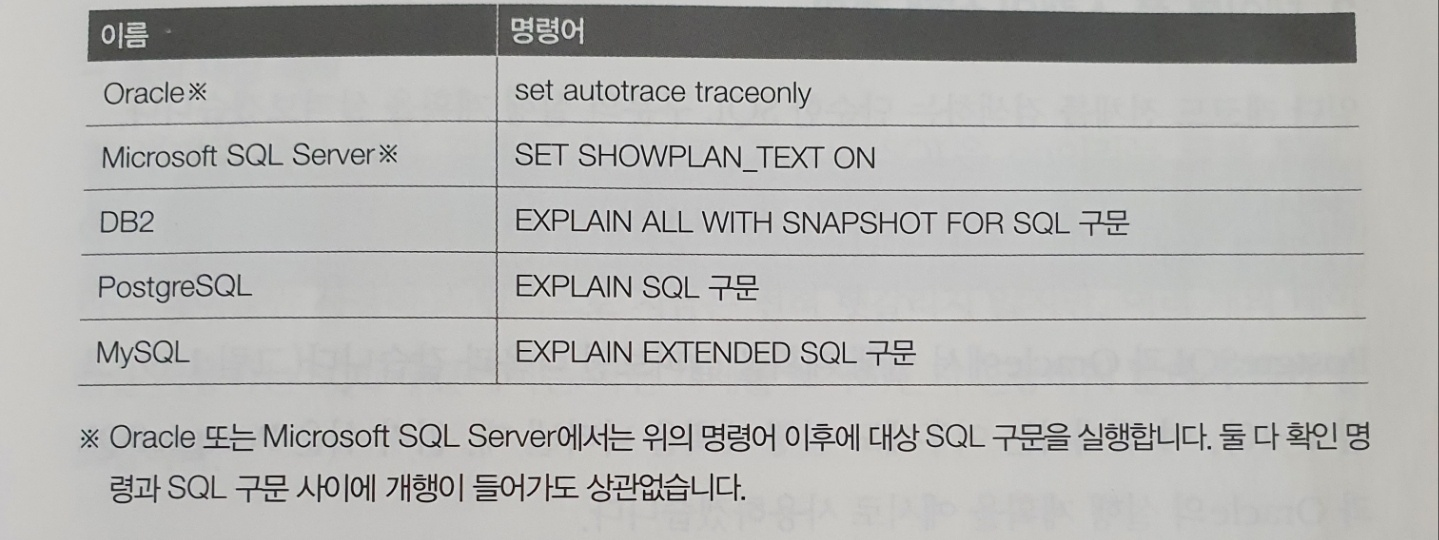 이름 명령어
Oracle※ set autotrace traceonly
Microsoft SQL Server※ SET SHOWPLAN_TEXT ON
DB2 EXPLAIN ALL WITH SNAPSHOT FOR SQL 구문
PostgreSQL EXPLAIN SQL 구문
MySQL EXPLAIN EXTENDED SQL 구문
※ Oracle 또는 Microsoft SQL Server에서는 위의 명령어 이후에 대상 SQL 구문을 실행합니다. 둘 다 확인 명
령과 SQL 구문 사이에 개행이 들어가도 상관없습니다.